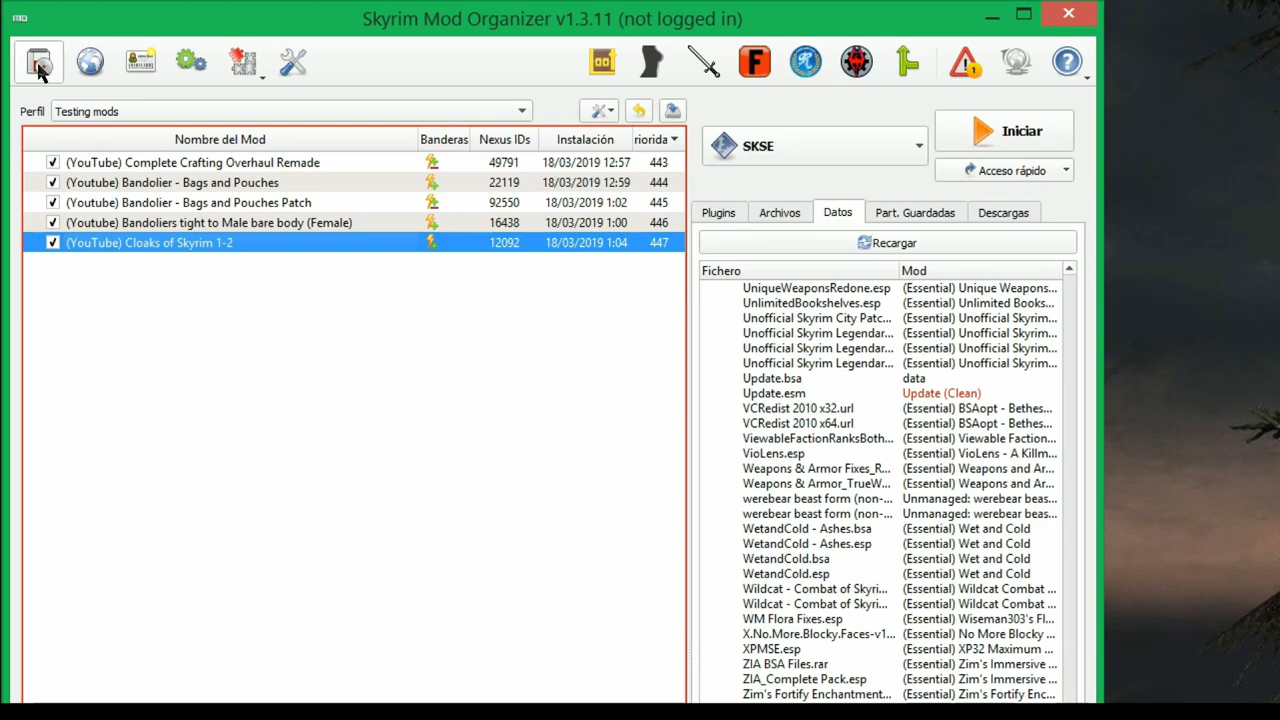 Skyrim Mod Organizer v1.3.11 (not logged in)
Perfil Testing mods
Nombre del Mod Banderas Nexus IDs Instalación riorida
(YouTube) Complete Crafting Overhaul Remade 49791 18/03/2019 12:57 443
(Youtube) Bandolier - Bags and Pouches 22119 18/03/2019 12:59 444
(Youtube) Bandolier - Bags and Pouches Patch 92550 18/03/2019 1:02 445
(Youtube) Bandoliers tight to Male bare body (Female) 16438 18/03/2019 1:00 446
(YouTube) Cloaks of Skyrim 1-2 12092 18/03/2019 1:04 447
SKSE
Iniciar
Acceso rápido
Plugins Archivos Datos Part. Guardadas Descargas
Recargar
Fichero Mod
UniqueWeaponsRedone.esp (Essential) Unique Weapons...
UnlimitedBookshelves.esp (Essential) Unlimited Books...
Unofficial Skyrim City Patc... (Essential) Unofficial Skyrim...
Unofficial Skyrim Legendar... (Essential) Unofficial Skyrim...
Unofficial Skyrim Legendar... (Essential) Unofficial Skyrim...
Unofficial Skyrim Legendar... (Essential) Unofficial Skyrim...
Update.bsa data
Update.esm Update (Clean)
VCRedist 2010 x32.url (Essential) BSAopt - Bethes...
VCRedist 2010 x64.url (Essential) BSAopt - Bethes...
ViewableFactionRanksBoth... (Essential) Viewable Faction...
VioLens.esp (Essential) VioLens - A Killm...
Weapons & Armor Fixes_R... (Essential) Weapons and Ar...
Weapons & Armor_TrueW... (Essential) Weapons and Ar...
werebear beast form (non-... Unmanaged: werebear beas...
werebear beast form (non-... Unmanaged: werebear beas...
WetandCold - Ashes.bsa (Essential) Wet and Cold
WetandCold - Ashes.esp (Essential) Wet and Cold
WetandCold.bsa (Essential) Wet and Cold
WetandCold.esp (Essential) Wet and Cold
Wildcat - Combat of Skyri... (Essential) Wildcat Combat ...
Wildcat - Combat of Skyri... (Essential) Wildcat Combat ...
WM Flora Fixes.esp (Essential) Wiseman303's Fl...
X.No.More.Blocky.Faces-v1... (Essential) No More Blocky ...
XPMSE.esp (Essential) XP32 Maximum ...
ZIA BSA Files.rar (Essential) Zim's Immersive ...
ZIA_Complete Pack.esp (Essential) Zim's Immersive ...
Zim's Fortify Enchantment... (Essential) Zim's Fortify Enc...